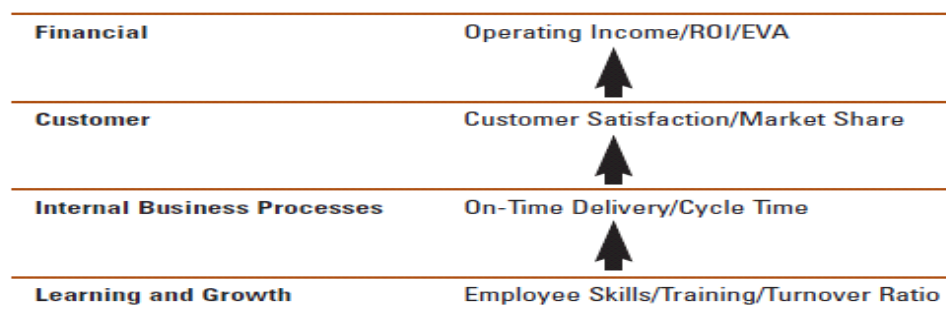 Financial Operating Income/ROI/EVA
Customer Customer Satisfaction/Market Share
Internal Business Processes On-Time Delivery/Cycle Time
Learning and Growth Employee Skills/Training/Turnover Ratio